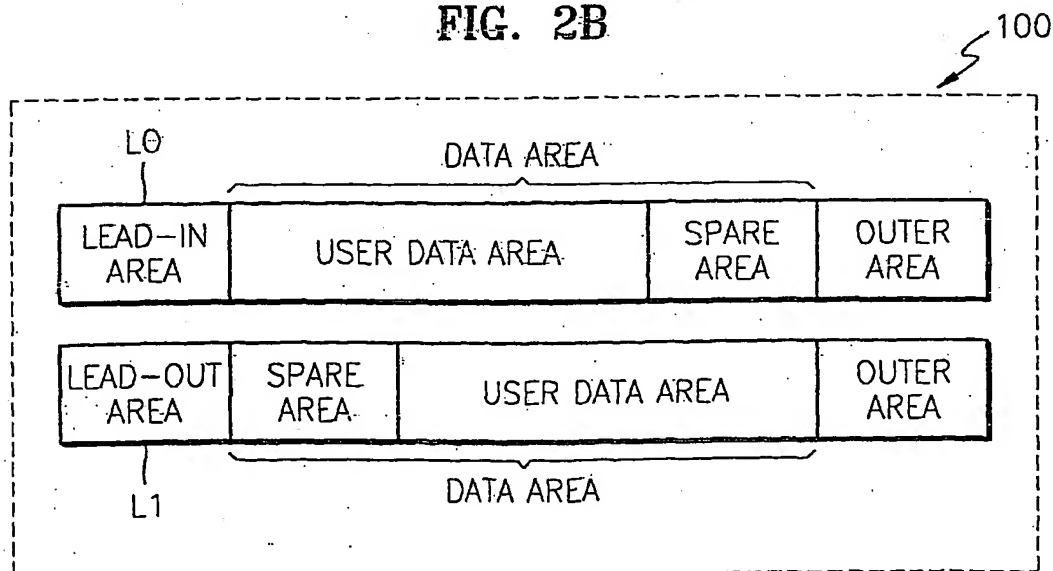 FIG. 2B
100
L0
DATA AREA
LEAD-IN
AREA
USER DATA AREA
SPARE
AREA
OUTER
AREA
LEAD-OUT
AREA
SPARE
AREA
USER DATA AREA
OUTER
AREA
L1
DATA AREA